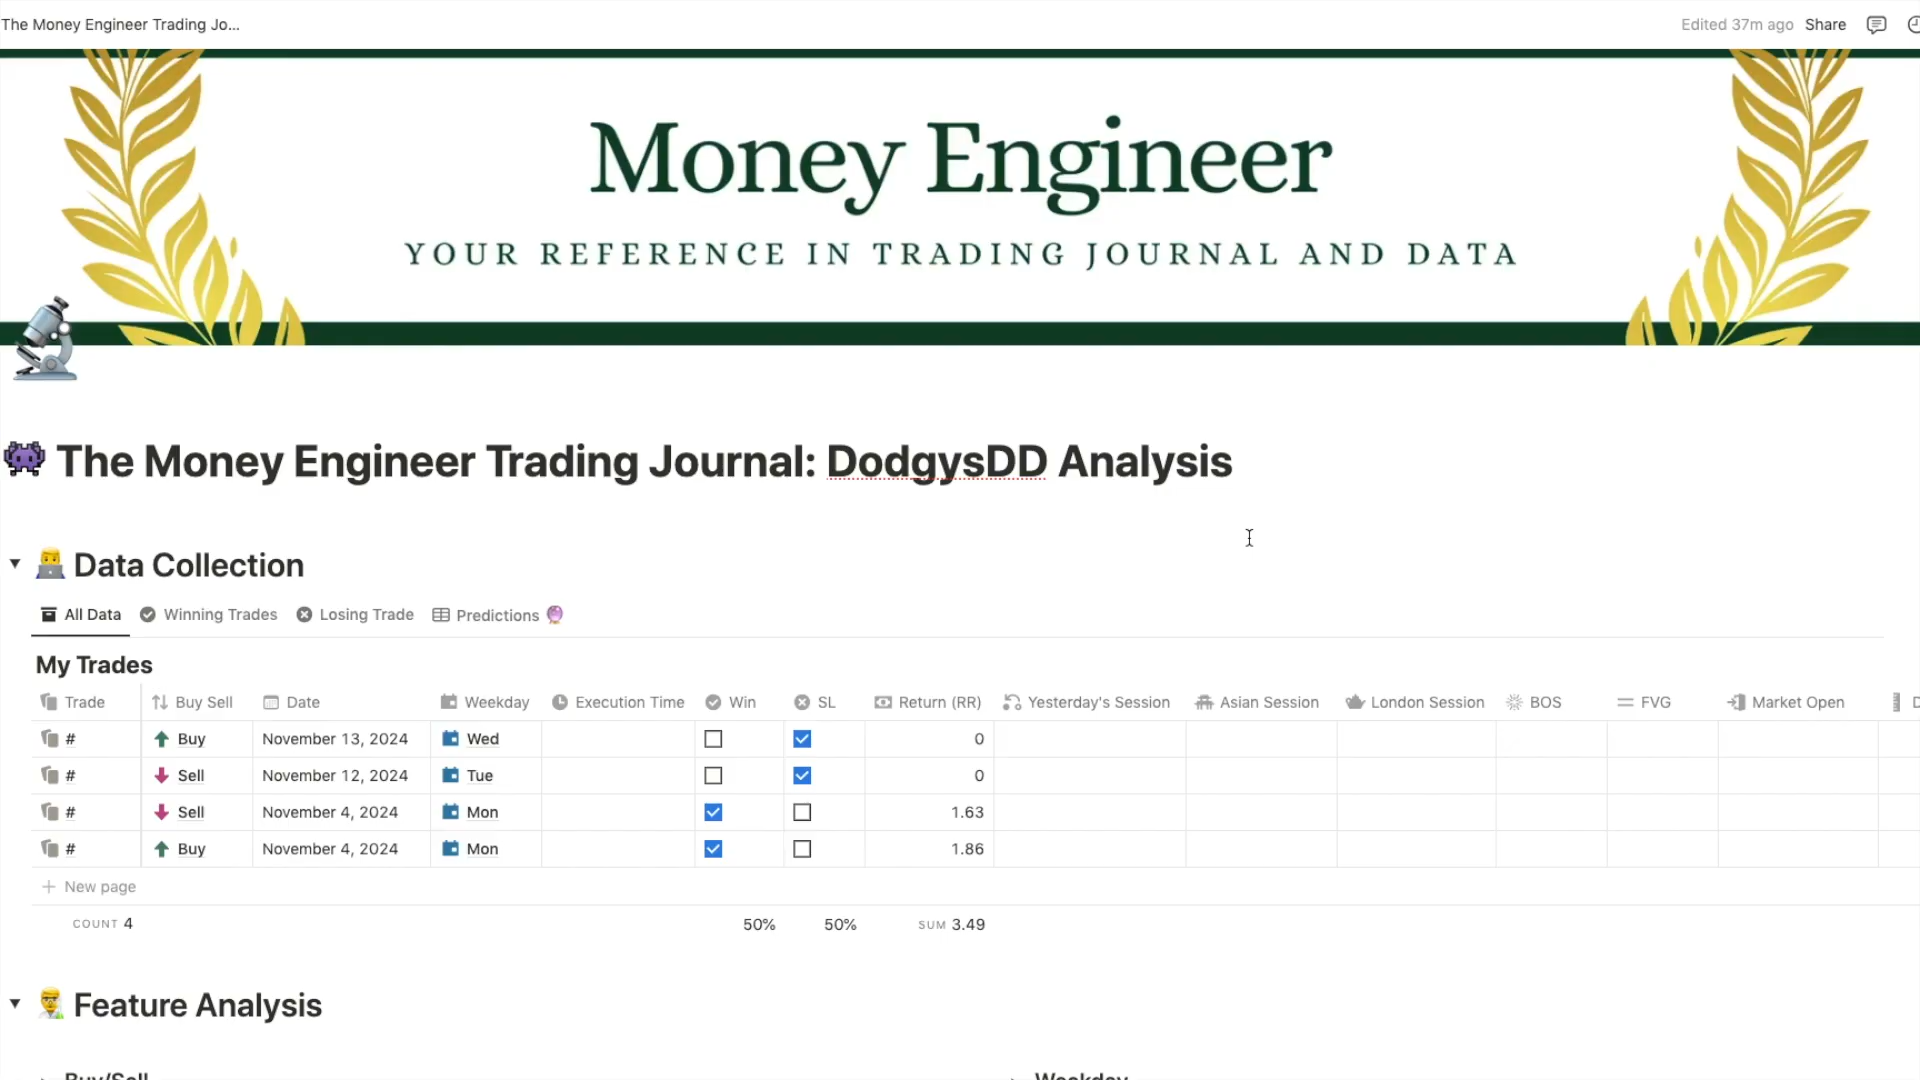 The Money Engineer Trading Jo...
Edited 37m ago Share
Money Engineer
YOUR REFERENCE IN TRADING JOURNAL AND DATA
The Money Engineer Trading Journal: DodgysDD Analysis
Data Collection
All Data Winning Trades Losing Trade Predictions
My Trades
Trade Buy Sell Date Weekday Execution Time Win SL Return (RR) Yesterday's Session Asian Session London Session BOS FVG Market Open D
# Buy November 13, 2024 Wed 0
# Sell November 12, 2024 Tue 0
# Sell November 4, 2024 Mon 1.63
# Buy November 4, 2024 Mon 1.86
New page
COUNT 4 50% 50% SUM 3.49
Feature Analysis
Buy/Sell Weekday